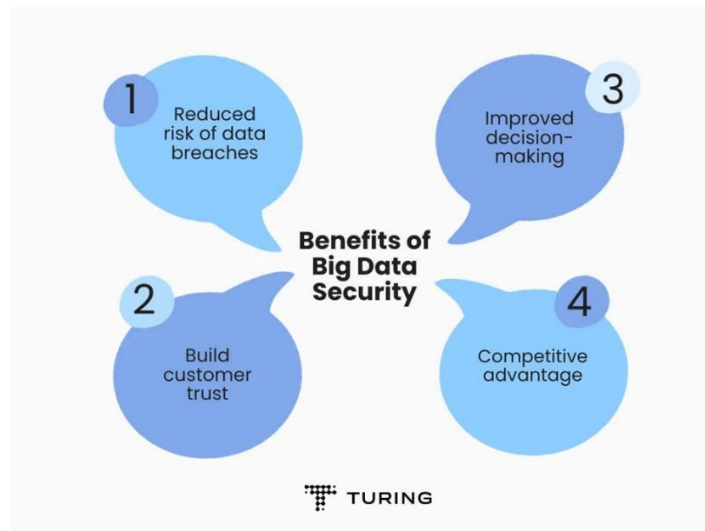 1
Reduced
risk of data
breaches
2
Build
customer
trust
Benefits of
Big Data
Security
3
Improved
decision-
making
4
Competitive
advantage
TURING